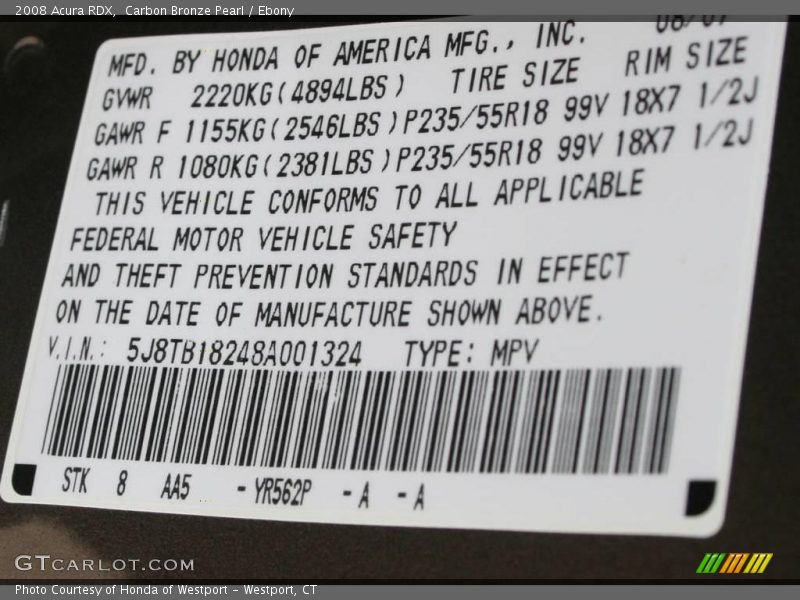 2008 Acura RDX, Carbon Bronze Pearl / Ebony
08/07
MFD. BY HONDA OF AMERICA MFG., INC.
GVWR 2220KG(4894LBS) TIRE SIZE RIM SIZE
GAWR F 1155KG(2546LBS)P235/55R18 99V 18X7 1/2J
GAWR R 1080KG(2381LBS)P235/55R18 99V 18X7 1/2J
THIS VEHICLE CONFORMS TO ALL APPLICABLE
FEDERAL MOTOR VEHICLE SAFETY
AND THEFT PREVENTION STANDARDS IN EFFECT
ON THE DATE OF MANUFACTURE SHOWN ABOVE.
V.I.N.: 5J8TB18248A001324 TYPE: MPV
STK 8 AA5 -YR562P -A -A
GTCARLOT.COM
Photo Courtesy of Honda of Westport - Westport, CT